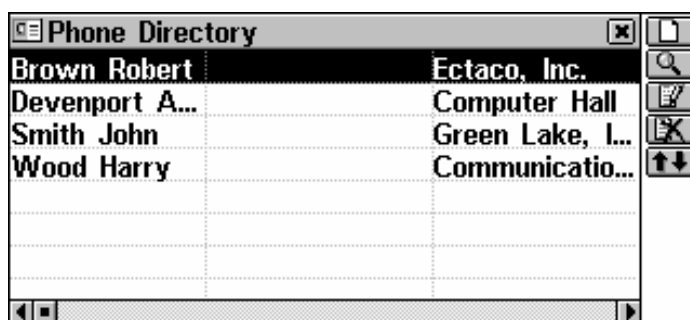 Phone Directory
Brown Robert Ectaco, Inc.
Devenport A... Computer Hall
Smith John Green Lake, I...
Wood Harry Communicatio...